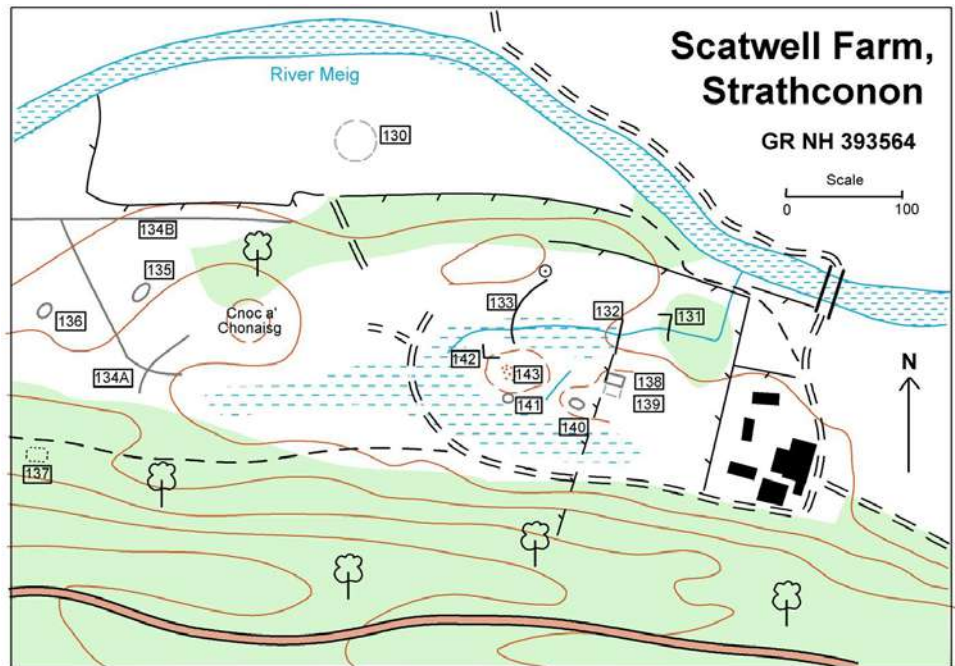 Scatwell Farm,
Strathconon
GR NH 393564
Scale
0 100
River Meig
130
134B
135
136
Cnoc a'
Chonaisg
133
132
131
134A
142
143
138
139
141
140
137
N